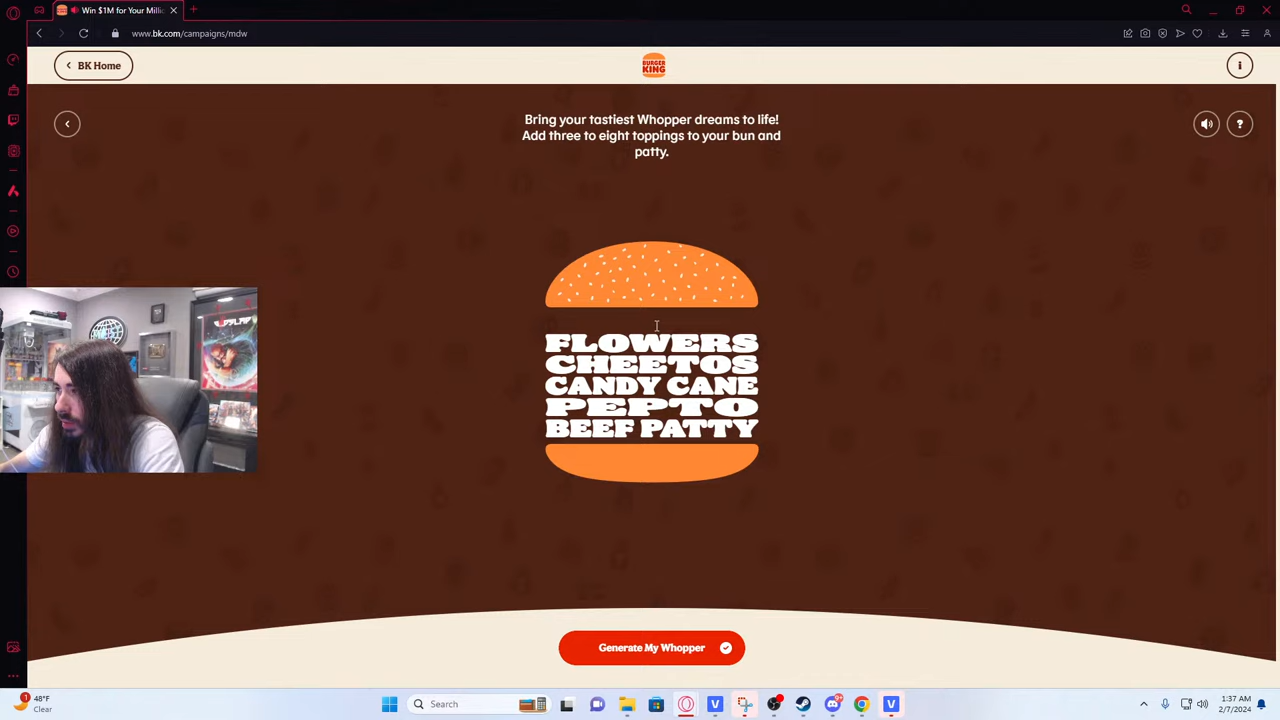 Win $1M for Your Millic
www.bk.com/campaigns/mdw
BK Home
BURGER
KING
Bring your tastiest Whopper dreams to life!
Add three to eight toppings to your bun and
patty.
FLOWERS
CHEETOS
CANDY CANE
PEPTO
BEEF PATTY
Generate My Whopper
48°F
Clear
Search
1:37 AM
2/7/2024